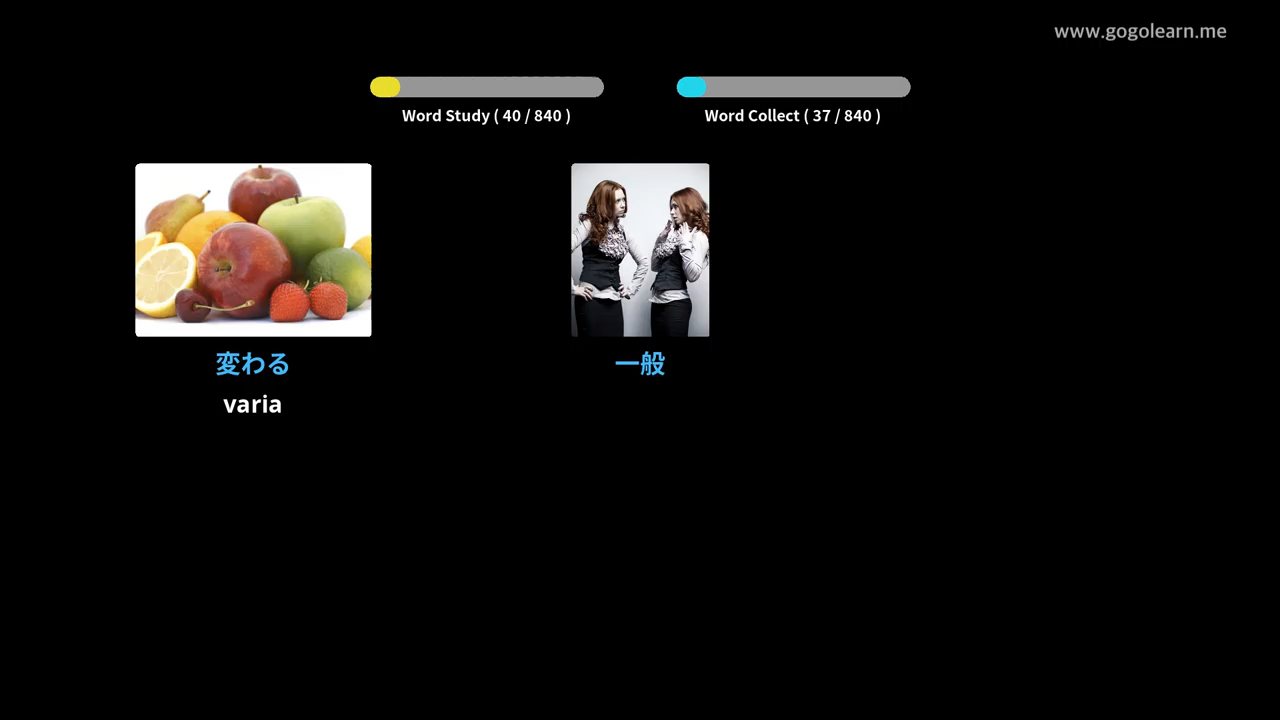 www.gogolearn.me
Word Study ( 40 / 840 )
Word Collect ( 37 / 840 )
変わる
一般
varia